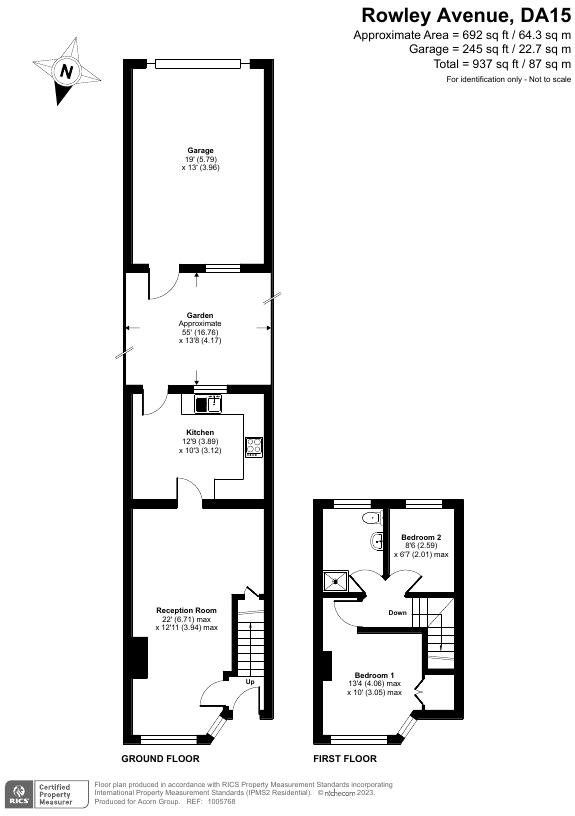 Rowley Avenue, DA15
Approximate Area = 692 sq ft / 64.3 sq m
Garage = 245 sq ft / 22.7 sq m
Total = 937 sq ft / 87 sq m
For identification only - Not to scale
N
Garage
19' (5.79)
x 13' (3.96)
Garden
Approximate
55' (16.76)
x 13'8 (4.17)
Kitchen
12'9 (3.89)
x 10'3 (3.12)
Reception Room
22' (6.71) max
x 12'11 (3.94) max
Up
GROUND FLOOR
Bedroom 2
8'6 (2.59)
x 6'7 (2.01) max
Down
Bedroom 1
13'4 (4.06) max
x 10' (3.05) max
FIRST FLOOR
RICS
Certified
Property
Measurer
Floor plan produced in accordance with RICS Property Measurement Standards incorporating
International Property Measurement Standards (IPMS2 Residential). © nichecom 2023.
Produced for Acorn Group. REF: 1005768